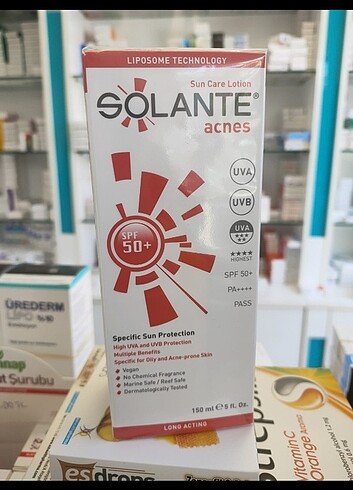 LIPOSOME TECHNOLOGY
Sun Care Lotion
SOLANTE®
acnes
UVA
UVB
UVA
★★★
★★
★★★★
HIGHEST
SPF 50+
PA++++
PASS
SPF
50+
Specific Sun Protection
High UVA and UVB Protection
Multiple Benefits
Specific for Oily and Acne-prone Skin
Vegan
No Chemical Fragrance
Marine Safe / Reef Safe
Dermatologically Tested
150 ml ℮ 5 fl. Oz.
LONG ACTING
ÜREDERM
LIPO
Şurubu
Vitamin C
Orange Aroma
esdrops